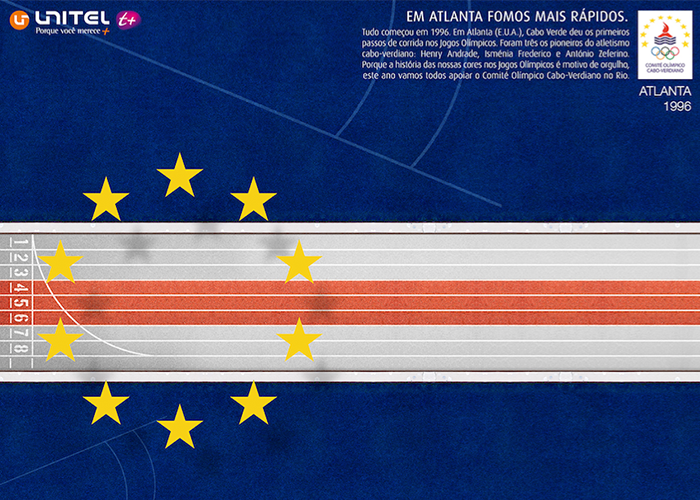 UNITEL t+
Porque você merece +
EM ATLANTA FOMOS MAIS RÁPIDOS.
Tudo começou em 1996. Em Atlanta (E.U.A.), Cabo Verde deu os primeiros
passos de corrida nos Jogos Olímpicos. Foram três os pioneiros do atletismo
cabo-verdiano: Henry Andrade, Isménia Frederico e António Zeferino.
Porque a história das nossas cores nos Jogos Olímpicos é motivo de orgulho,
este ano vamos todos apoiar o Comité Olímpico Cabo-Verdiano no Rio.
COMITÉ OLÍMPICO
CABO-VERDIANO
ATLANTA
1996
1
2
3
4
5
6
7
8